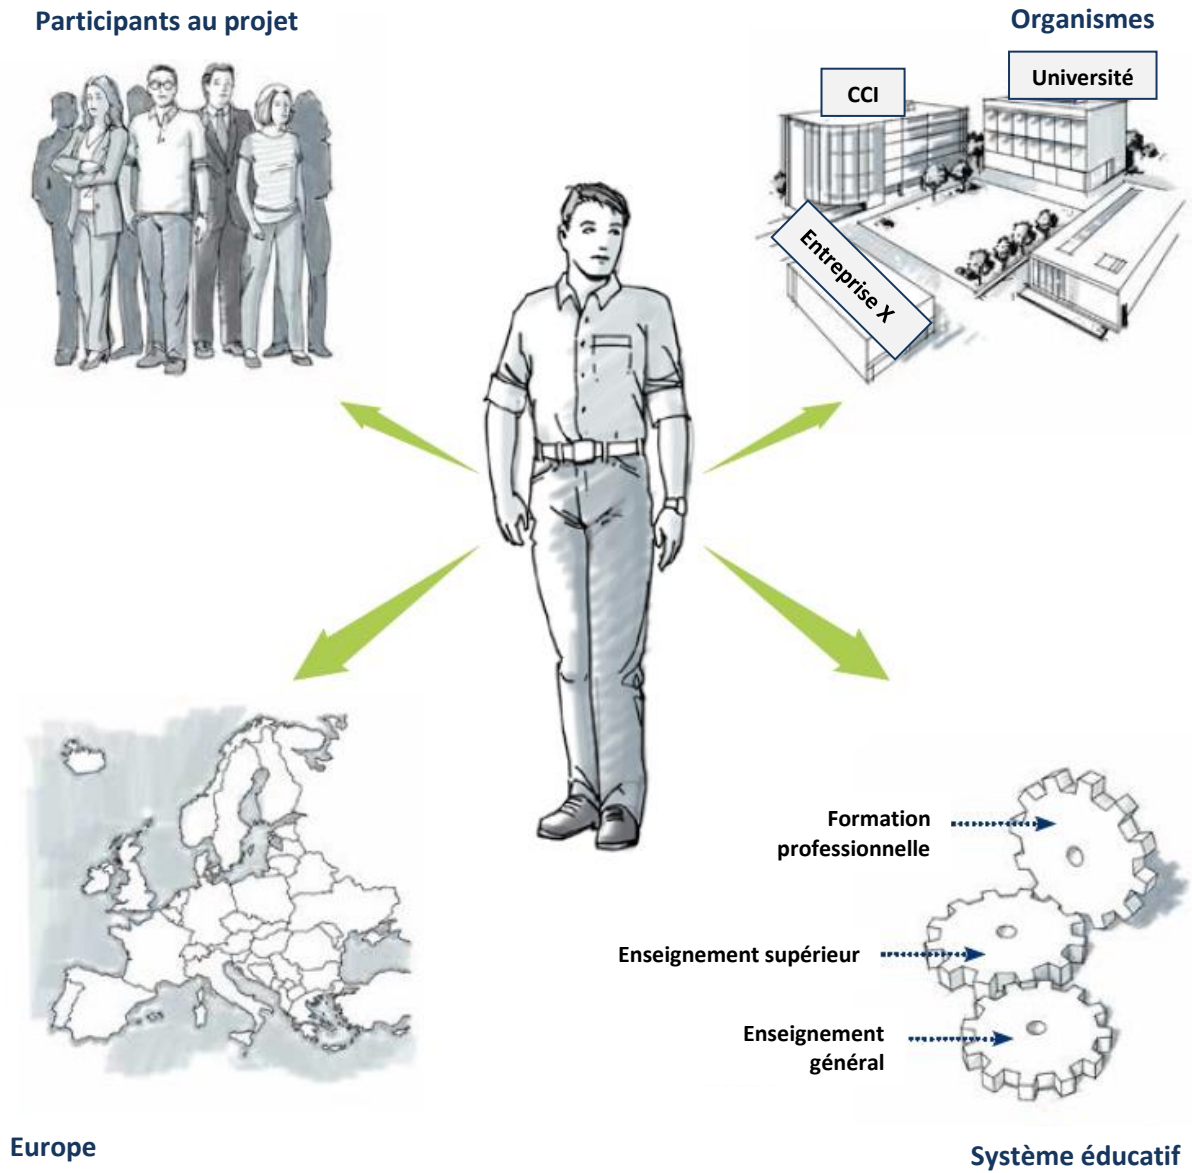 Participants au projet
Organismes
CCI
Université
Entreprise X
Formation
professionnelle
Enseignement supérieur
Enseignement
général
Europe
Système éducatif